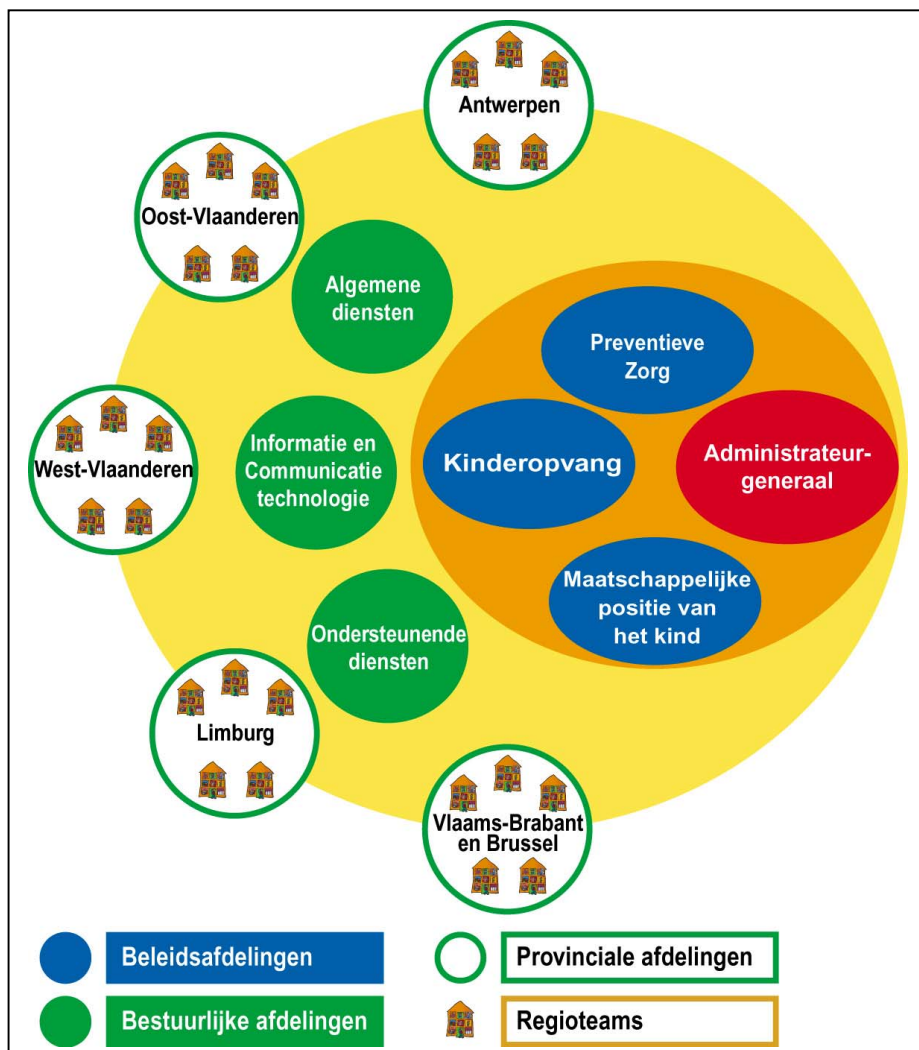 Antwerpen
Oost-Vlaanderen
Algemene
diensten
Preventieve
Zorg
West-Vlaanderen
Informatie en
Communicatie
technologie
Kinderopvang
Administrateur-
generaal
Maatschappelijke
positie van
het kind
Ondersteunende
diensten
Limburg
Vlaams-Brabant
en Brussel
Beleidsafdelingen
Provinciale afdelingen
Bestuurlijke afdelingen
Regioteams